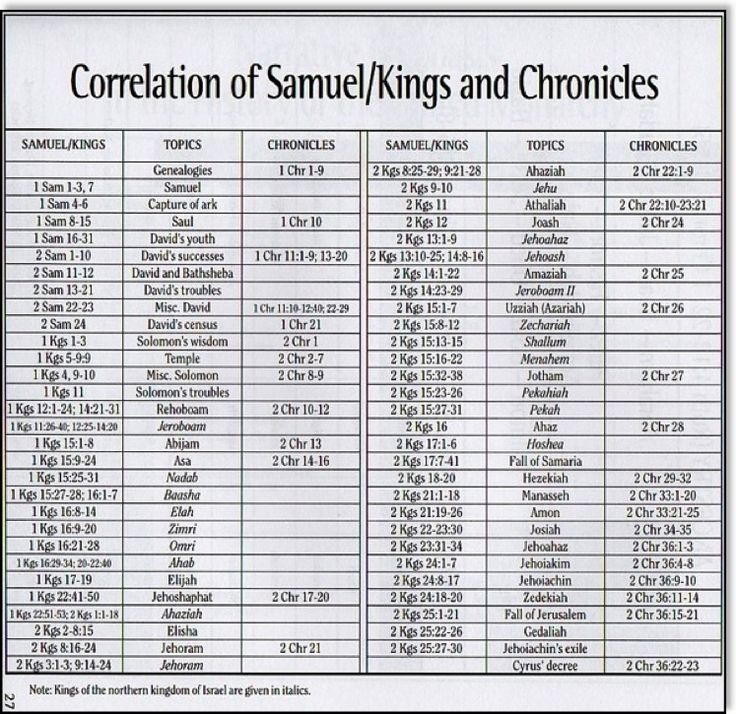 Correlation of Samuel/Kings and Chronicles
SAMUEL/KINGS TOPICS CHRONICLES SAMUEL/KINGS TOPICS CHRONICLES
Genealogies 1 Chr 1-9 2 Kgs 8:25-29; 9:21-28 Ahaziah 2 Chr 22:1-9
1 Sam 1-3, 7 Samuel 2 Kgs 9-10 Jehu
1 Sam 4-6 Capture of ark 2 Kgs 11 Athaliah 2 Chr 22:10-23:21
1 Sam 8-15 Saul 1 Chr 10 2 Kgs 12 Joash 2 Chr 24
1 Sam 16-31 David's youth 2 Kgs 13:1-9 Jehoahaz
2 Sam 1-10 David's successes 1 Chr 11:1-9; 13-20 2 Kgs 13:10-25; 14:8-16 Jehoash
2 Sam 11-12 David and Bathsheba 2 Kgs 14:1-22 Amaziah 2 Chr 25
2 Sam 13-21 David's troubles 2 Kgs 14:23-29 Jeroboam II
2 Sam 22-23 Misc. David 1 Chr 11:10-12:40; 22-29 2 Kgs 15:1-7 Uzziah (Azariah) 2 Chr 26
2 Sam 24 David's census 1 Chr 21 2 Kgs 15:8-12 Zechariah
1 Kgs 1-3 Solomon's wisdom 2 Chr 1 2 Kgs 15:13-15 Shallum
1 Kgs 5-9:9 Temple 2 Chr 2-7 2 Kgs 15:16-22 Menahem
1 Kgs 4, 9-10 Misc. Solomon 2 Chr 8-9 2 Kgs 15:32-38 Jotham 2 Chr 27
1 Kgs 11 Solomon's troubles 2 Kgs 15:23-26 Pekahiah
1 Kgs 12:1-24; 14:21-31 Rehoboam 2 Chr 10-12 2 Kgs 15:27-31 Pekah
1 Kgs 11:26-40; 12:25-14:20 Jeroboam 2 Kgs 16 Ahaz 2 Chr 28
1 Kgs 15:1-8 Abijam 2 Chr 13 2 Kgs 17:1-6 Hoshea
1 Kgs 15:9-24 Asa 2 Chr 14-16 2 Kgs 17:7-41 Fall of Samaria
1 Kgs 15:25-31 Nadab 2 Kgs 18-20 Hezekiah 2 Chr 29-32
1 Kgs 15:27-28; 16:1-7 Baasha 2 Kgs 21:1-18 Manasseh 2 Chr 33:1-20
1 Kgs 16:8-14 Elah 2 Kgs 21:19-26 Amon 2 Chr 33:21-25
1 Kgs 16:9-20 Zimri 2 Kgs 22-23:30 Josiah 2 Chr 34-35
1 Kgs 16:21-28 Omri 2 Kgs 23:31-34 Jehoahaz 2 Chr 36:1-3
1 Kgs 16:29-34; 20-22:40 Ahab 2 Kgs 24:1-7 Jehoiakim 2 Chr 36:4-8
1 Kgs 17-19 Elijah 2 Kgs 24:8-17 Jehoiachin 2 Chr 36:9-10
1 Kgs 22:41-50 Jehoshaphat 2 Chr 17-20 2 Kgs 24:18-20 Zedekiah 2 Chr 36:11-14
1 Kgs 22:51-53; 2 Kgs 1:1-18 Ahaziah 2 Kgs 25:1-21 Fall of Jerusalem 2 Chr 36:15-21
2 Kgs 2-8:15 Elisha 2 Kgs 25:22-26 Gedaliah
2 Kgs 8:16-24 Jehoram 2 Chr 21 2 Kgs 25:27-30 Jehoiachin's exile
2 Kgs 3:1-3; 9:14-24 Jehoram Cyrus' decree 2 Chr 36:22-23
Note: Kings of the northern kingdom of Israel are given in italics.
27